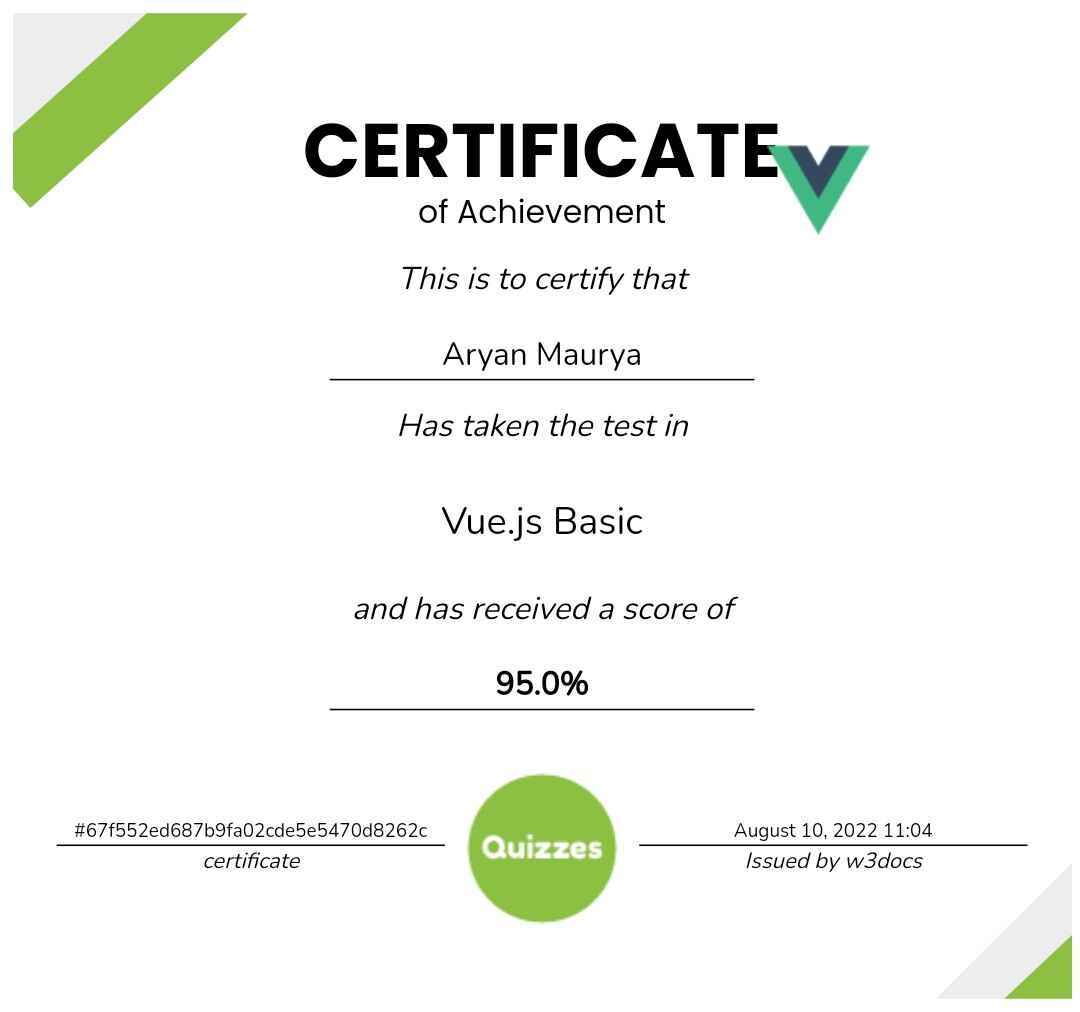 CERTIFICATE
of Achievement
This is to certify that
Aryan Maurya
Has taken the test in
Vue.js Basic
and has received a score of
95.0%
#67f552ed687b9fa02cde5e5470d8262c
certificate
Quizzes
August 10, 2022 11:04
Issued by w3docs